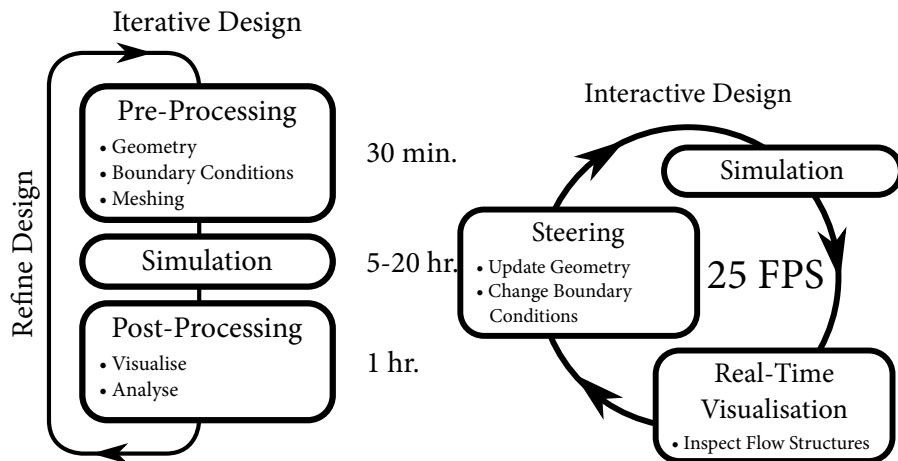 Iterative Design
Refine Design
Pre-Processing
• Geometry
• Boundary Conditions
• Meshing
30 min.
Simulation
5-20 hr.
Post-Processing
• Visualise
• Analyse
1 hr.
Interactive Design
Simulation
Steering
• Update Geometry
• Change Boundary
Conditions
25 FPS
Real-Time
Visualisation
• Inspect Flow Structures